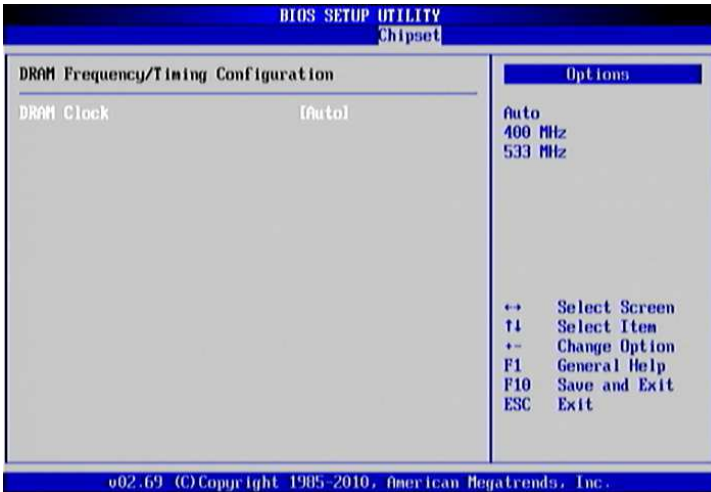 BIOS SETUP UTILITY
Chipset
DRAM Frequency/Timing Configuration
DRAM Clock [Auto]
Options
Auto
400 MHz
533 MHz
↔ Select Screen
↑↓ Select Item
+- Change Option
F1 General Help
F10 Save and Exit
ESC Exit
v02.69 (C)Copyright 1985-2010, American Megatrends, Inc.